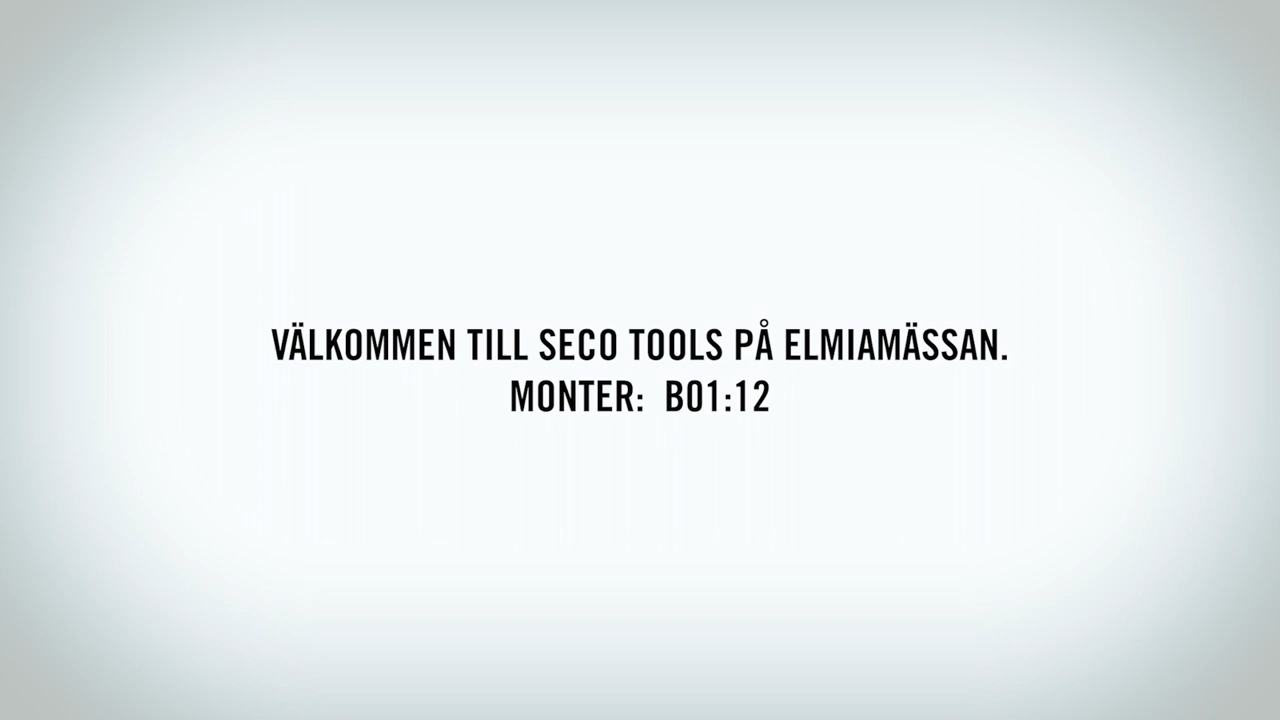 VÄLKOMMEN TILL SECO TOOLS PÅ ELMIAMÄSSAN.
MONTER:  B01:12